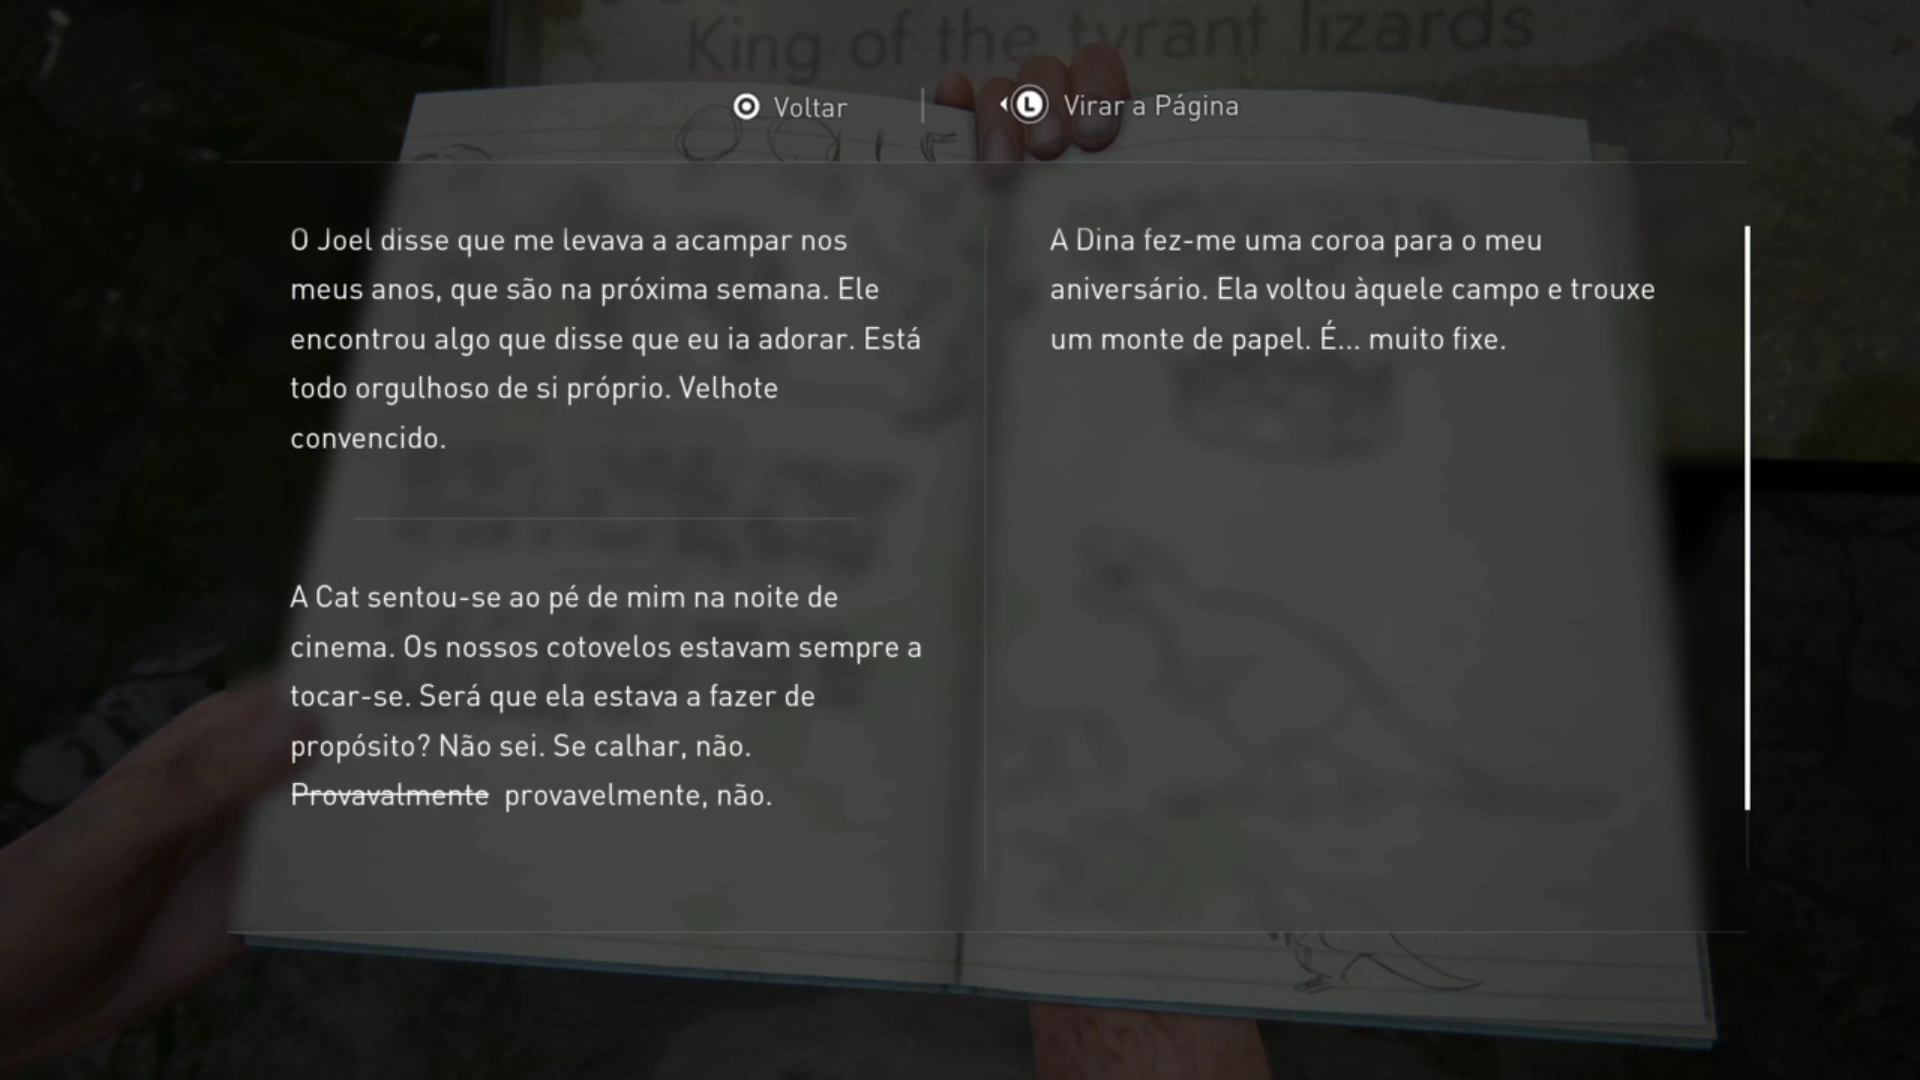 King of the tyrant lizards
Voltar
L Virar a Página
O Joel disse que me levava a acampar nos
meus anos, que são na próxima semana. Ele
encontrou algo que disse que eu ia adorar. Está
todo orgulhoso de si próprio. Velhote
convencido.
A Cat sentou-se ao pé de mim na noite de
cinema. Os nossos cotovelos estavam sempre a
tocar-se. Será que ela estava a fazer de
propósito? Não sei. Se calhar, não.
Provavalmente provavelmente, não.
A Dina fez-me uma coroa para o meu
aniversário. Ela voltou àquele campo e trouxe
um monte de papel. É... muito fixe.